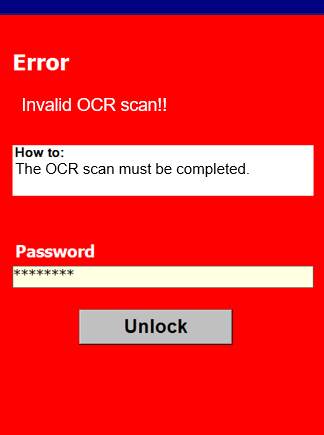 Error
Invalid OCR scan!!
How to:
The OCR scan must be completed.
Password
********
Unlock